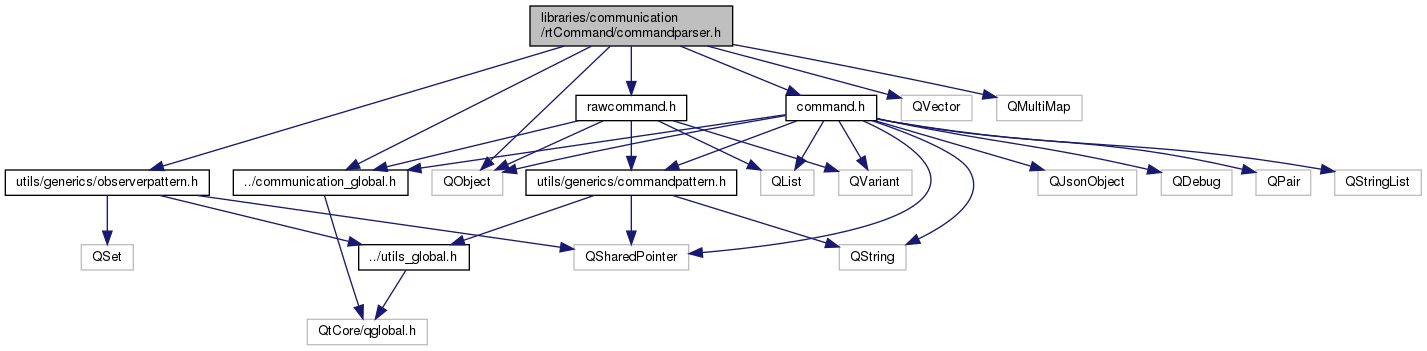 libraries/communication
/rtCommand/commandparser.h
rawcommand.h
command.h
QVector
QMultiMap
utils/generics/observerpattern.h
../communication_global.h
QObject
utils/generics/commandpattern.h
QList
QVariant
QJsonObject
QDebug
QPair
QStringList
QSet
../utils_global.h
QSharedPointer
QString
QtCore/qglobal.h